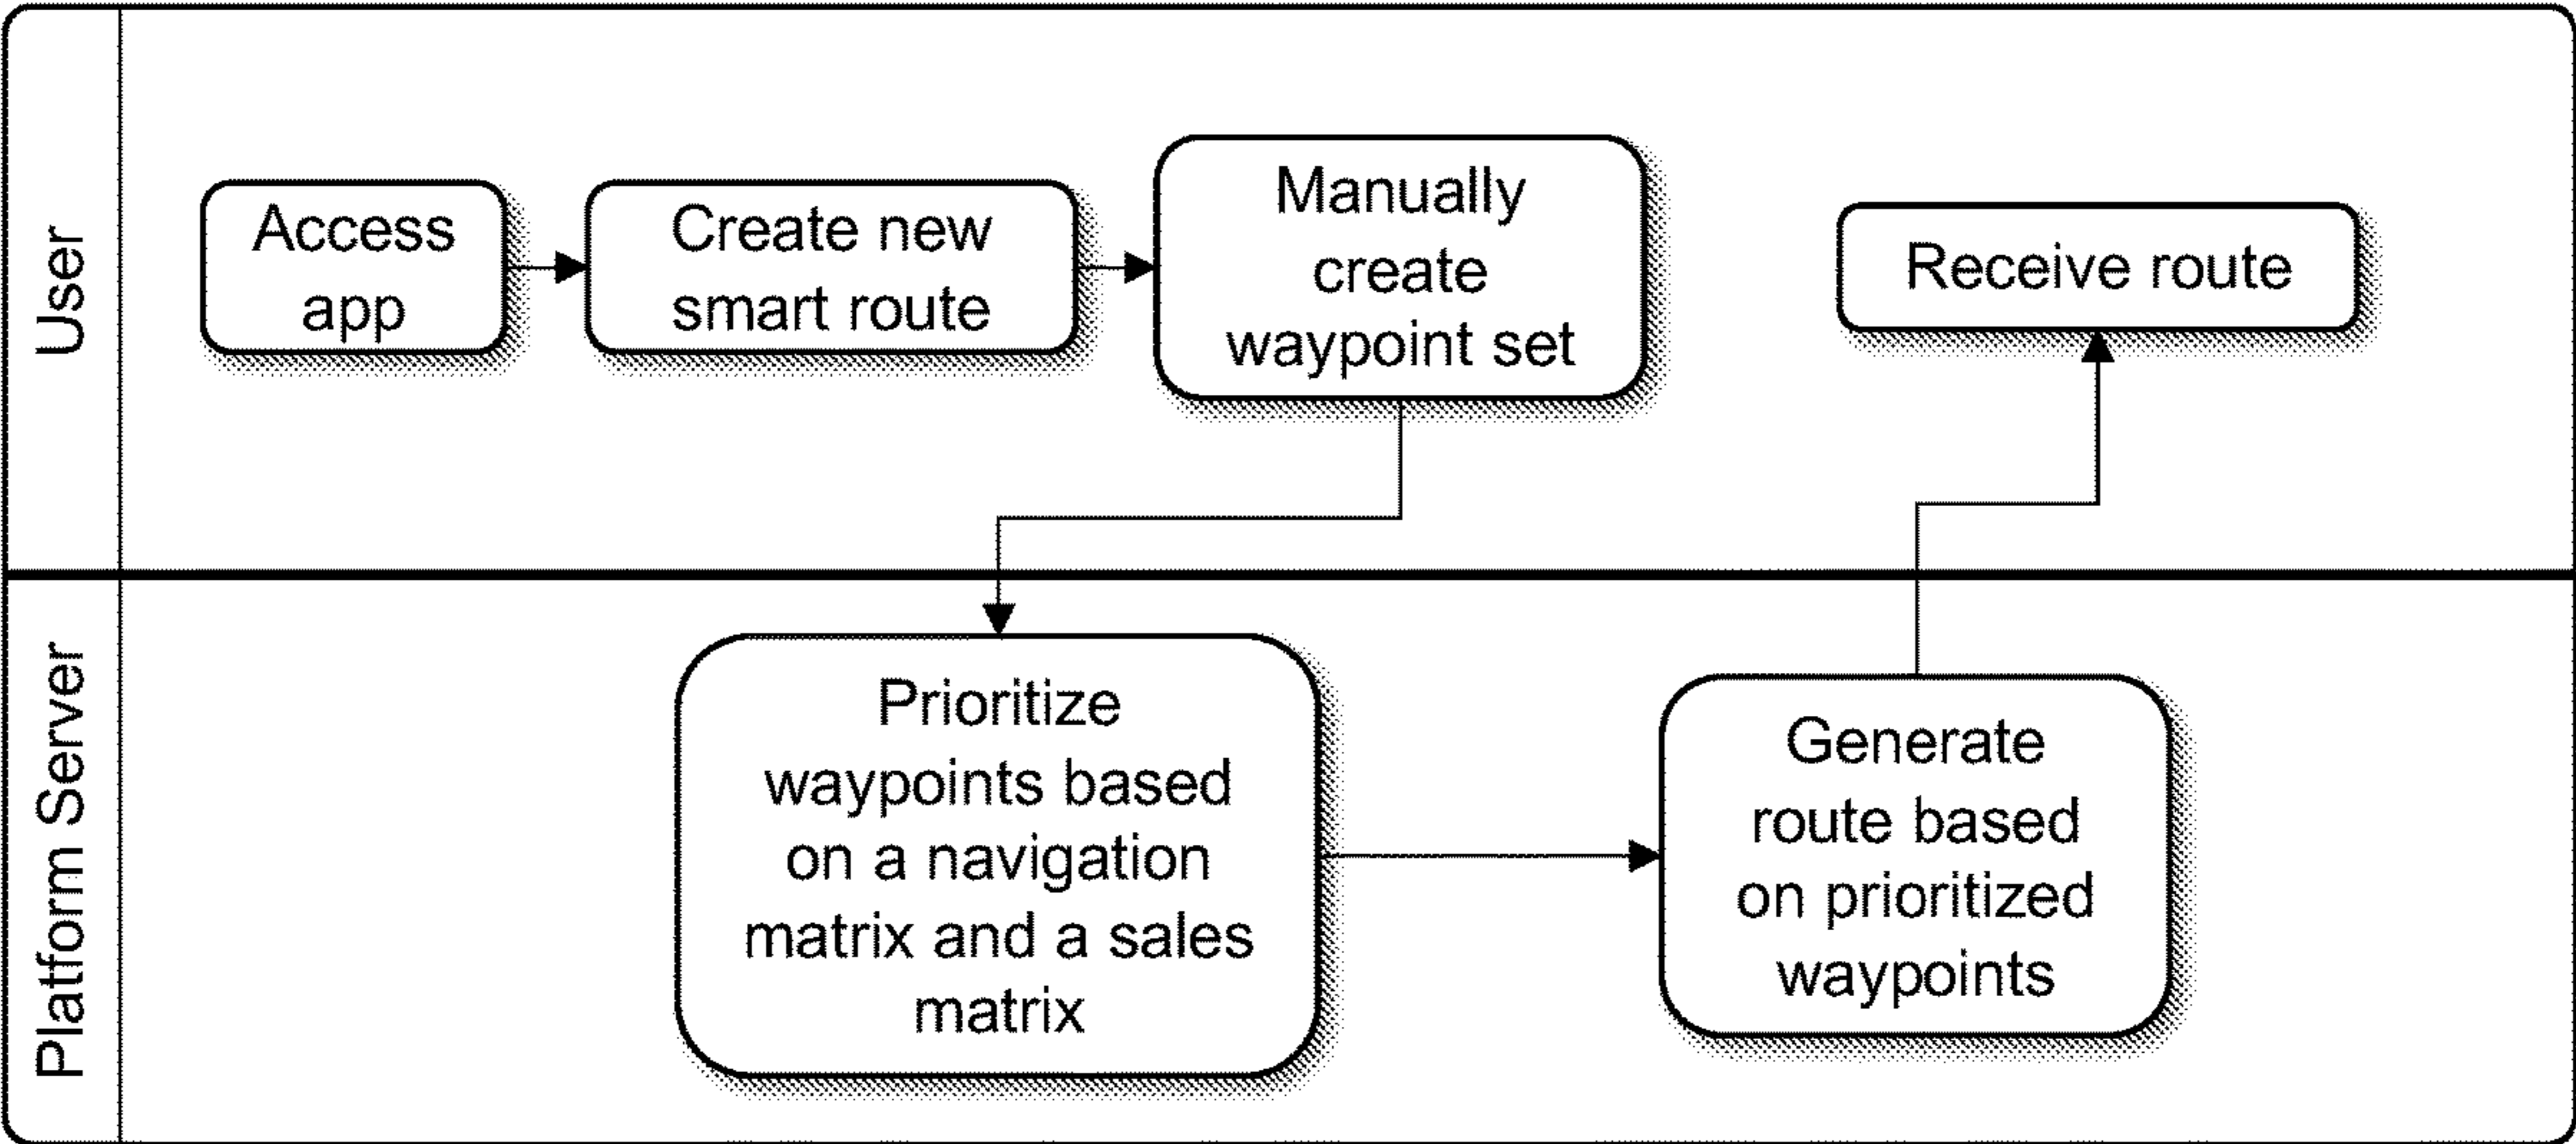 User
Access
app
Create new
smart route
Manually
create
waypoint set
Receive route
Platform Server
Prioritize
waypoints based
on a navigation
matrix and a sales
matrix
Generate
route based
on prioritized
waypoints